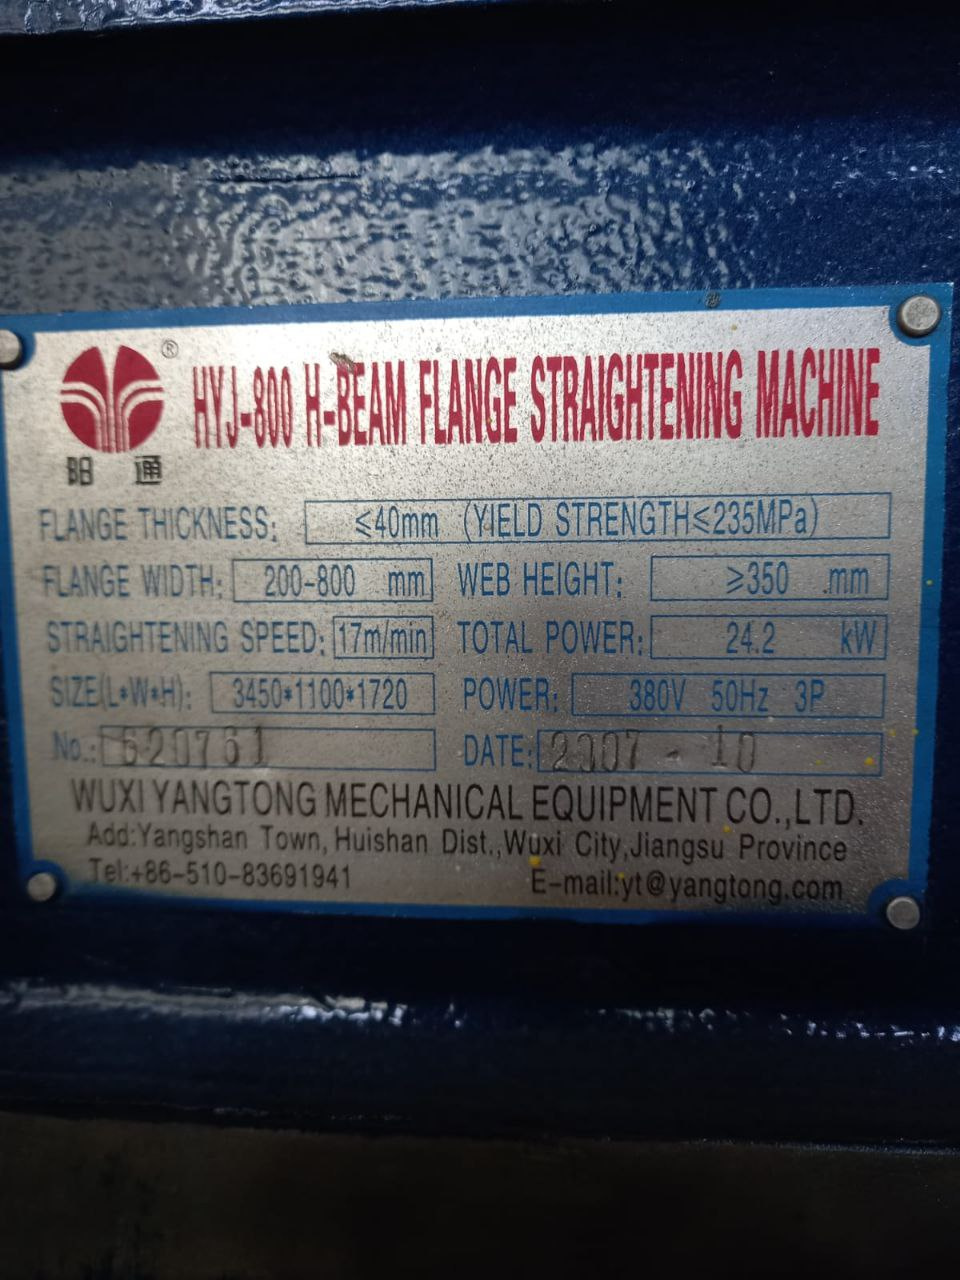 ®
HYJ-800 H-BEAM FLANGE STRAIGHTENING MACHINE
阳 通
FLANGE THICKNESS: ≤40mm (YIELD STRENGTH≤235MPa)
FLANGE WIDTH: 200-800 mm WEB HEIGHT: ≥350 .mm
STRAIGHTENING SPEED: 17m/min TOTAL POWER: 24.2 kW
SIZE(L*W*H): 3450*1100*1720 POWER: 380V 50Hz 3P
No.: 620761 DATE: 2007 - 10
WUXI YANGTONG MECHANICAL EQUIPMENT CO.,LTD.
Add:Yangshan Town, Huishan Dist.,Wuxi City,Jiangsu Province
Tel:+86-510-83691941 E-mail:yt@yangtong.com